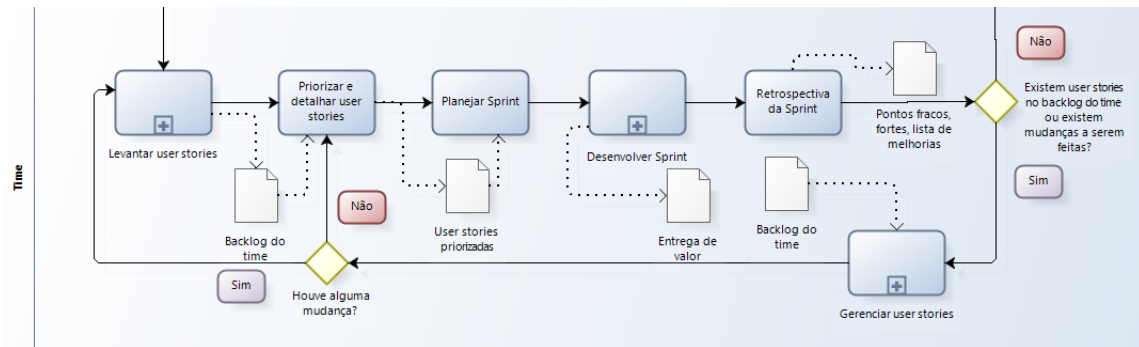 Time
Levantar user stories
Backlog do
time
Priorizar e
detalhar user
stories
Planejar Sprint
User stories
priorizadas
Desenvolver Sprint
Entrega de
valor
Retrospectiva
da Sprint
Pontos fracos,
fortes, lista de
melhorias
Backlog do
time
Não
Existem user stories
no backlog do time
ou existem
mudanças a serem
feitas?
Sim
Gerenciar user stories
Não
Sim
Houve alguma
mudança?